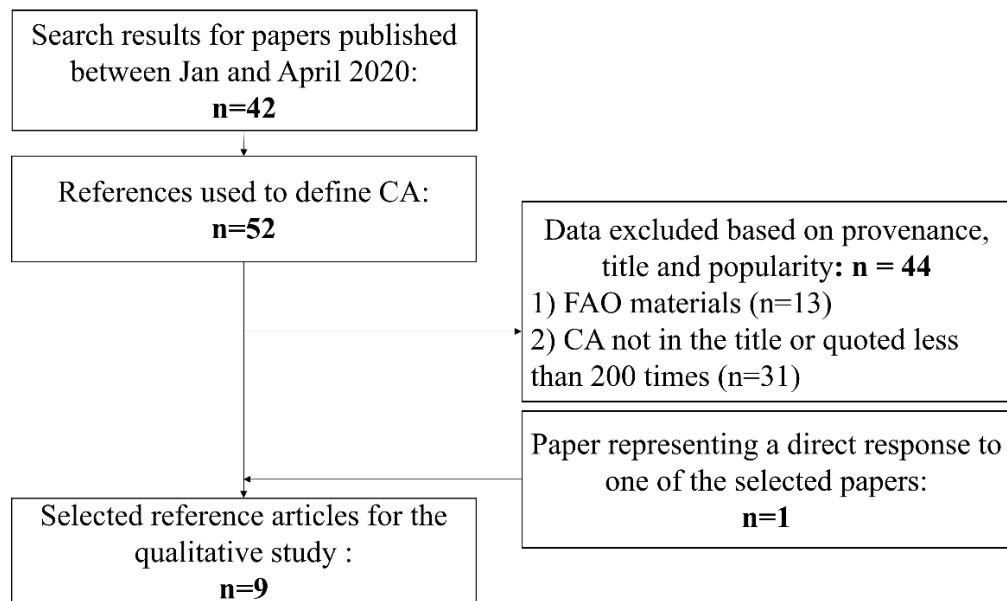 Search results for papers published
between Jan and April 2020:
n=42
References used to define CA:
n=52
Data excluded based on provenance,
title and popularity: n = 44
1) FAO materials (n=13)
2) CA not in the title or quoted less
than 200 times (n=31)
Paper representing a direct response to
one of the selected papers:
n=1
Selected reference articles for the
qualitative study :
n=9